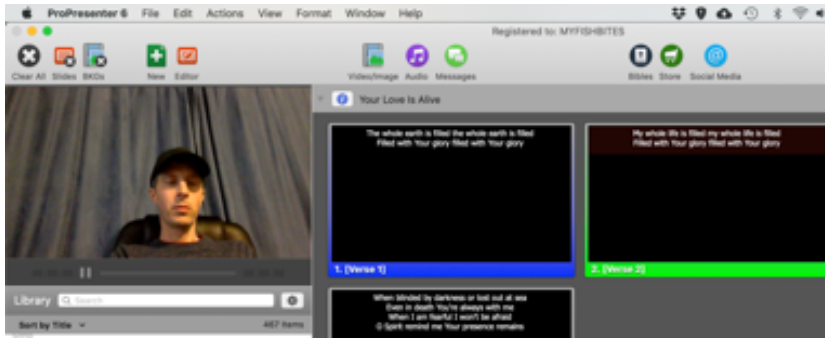 ProPresenter 6 File Edit Actions View Format Window Help
Registered to: MYFISHBITES
Clear All Slides BKGs New Editor Video/Image Audio Messages Bibles Store Social Media
Your Love Is Alive
The whole earth is filled the whole earth is filled
Filled with Your glory filled with Your glory
My whole life is filled my whole life is filled
Filled with Your glory filled with Your glory
1. [Verse 1]
2. [Verse 2]
Library Search
Sort by Title 467 items
When blinded by darkness or lost out at sea
Even in death You're always with me
When I am fearful I won't be afraid
O Spirit remind me Your presence remains